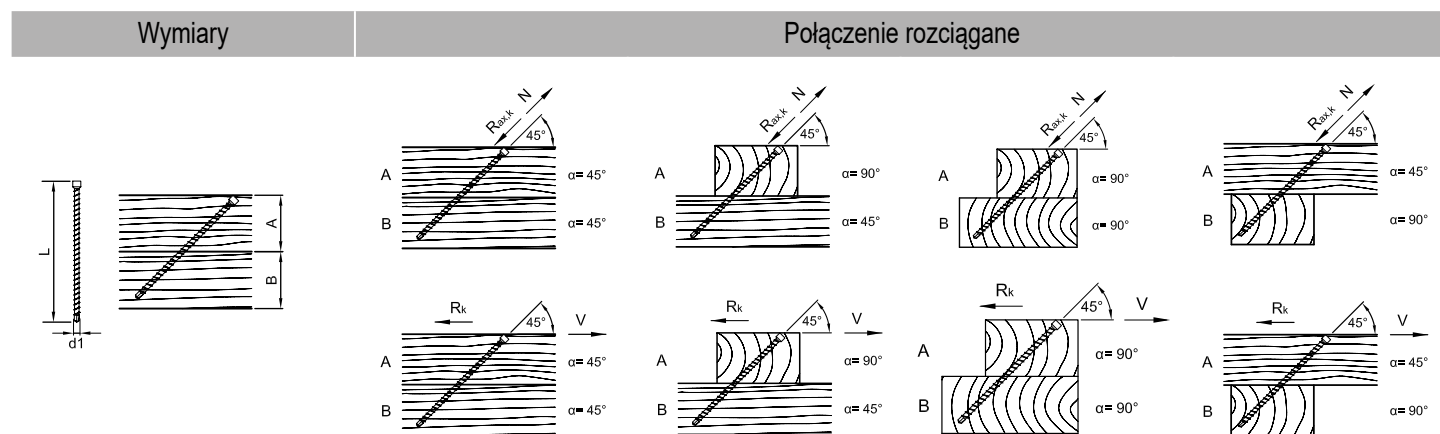 Wymiary
Połączenie rozciągane
Rax,k N
45°
A α= 45°
B α= 45°
Rax,k N
45°
A α= 90°
B α= 45°
Rax,k N
45°
A α= 90°
B α= 90°
Rax,k N
45°
A α= 45°
B α= 90°
L
d1
A
B
Rk 45° V
A α= 45°
B α= 45°
Rk 45° V
A α= 90°
B α= 45°
Rk 45° V
A α= 90°
B α= 90°
Rk 45° V
A α= 45°
B α= 90°